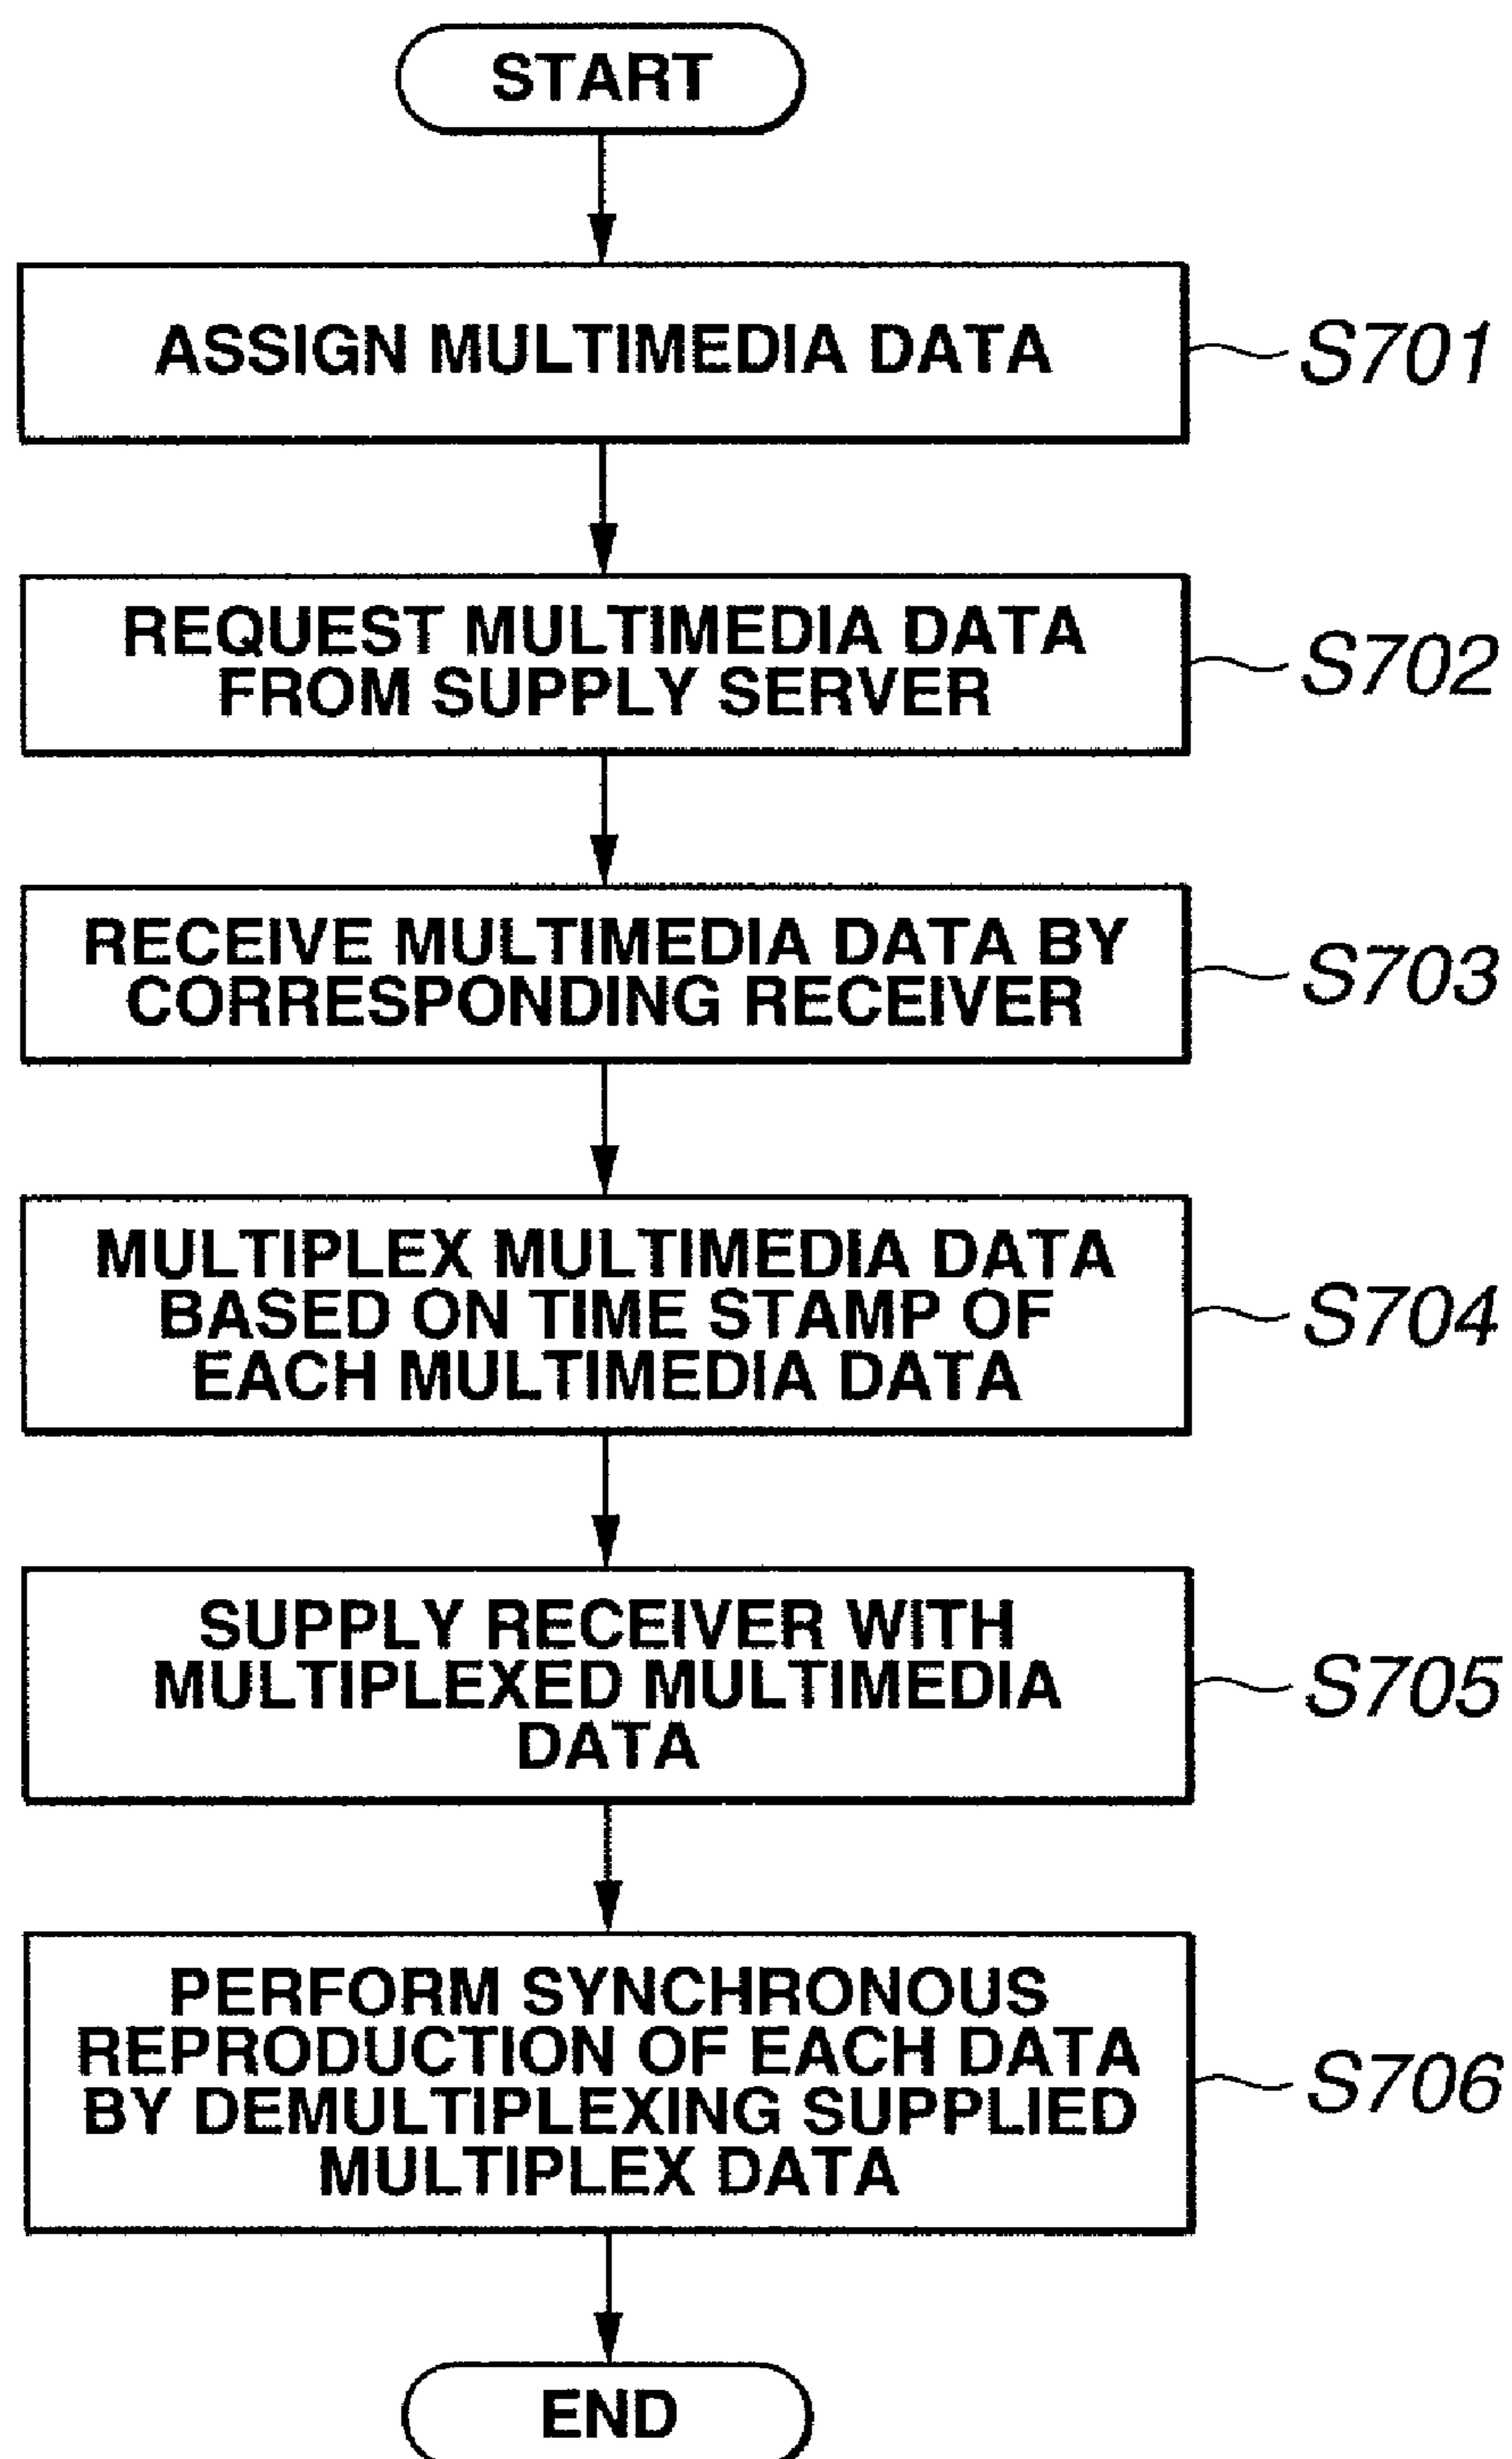 START
ASSIGN MULTIMEDIA DATA
S701
REQUEST MULTIMEDIA DATA
FROM SUPPLY SERVER
S702
RECEIVE MULTIMEDIA DATA BY
CORRESPONDING RECEIVER
S703
MULTIPLEX MULTIMEDIA DATA
BASED ON TIME STAMP OF
EACH MULTIMEDIA DATA
S704
SUPPLY RECEIVER WITH
MULTIPLEXED MULTIMEDIA
DATA
S705
PERFORM SYNCHRONOUS
REPRODUCTION OF EACH DATA
BY DEMULTIPLEXING SUPPLIED
MULTIPLEX DATA
S706
END